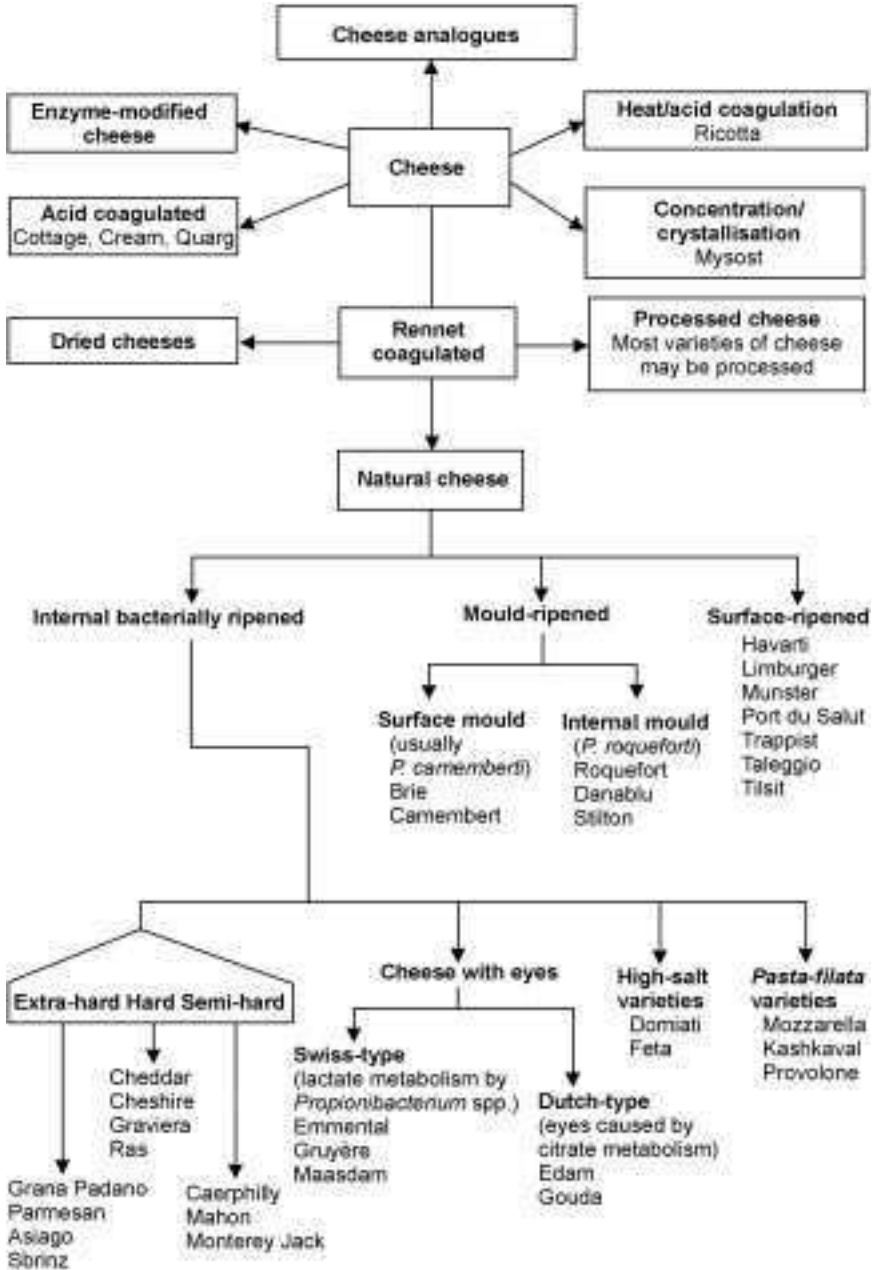 Cheese analogues
Enzyme-modified
cheese
Heat/acid coagulation
Ricotta
Cheese
Acid coagulated
Cottage, Cream, Quarg
Concentration/
crystallisation
Mysost
Dried cheeses
Rennet
coagulated
Processed cheese
Most varieties of cheese
may be processed
Natural cheese
Internal bacterially ripened
Mould-ripened
Surface-ripened
Havarti
Limburger
Munster
Port du Salut
Trappist
Taleggio
Tilsit
Surface mould
(usually
P. camemberti)
Brie
Camembert
Internal mould
(P. roqueforti)
Roquefort
Danablu
Stilton
Extra-hard Hard Semi-hard
Cheddar
Cheshire
Graviera
Ras
Grana Padano
Parmesan
Asiago
Sbrinz
Caerphilly
Mahon
Monterey Jack
Cheese with eyes
Swiss-type
(lactate metabolism by
Propionibacterium spp.)
Emmental
Gruyère
Maasdam
Dutch-type
(eyes caused by
citrate metabolism)
Edam
Gouda
High-salt
varieties
Domiati
Feta
Pasta-filata
varieties
Mozzarella
Kashkaval
Provolone